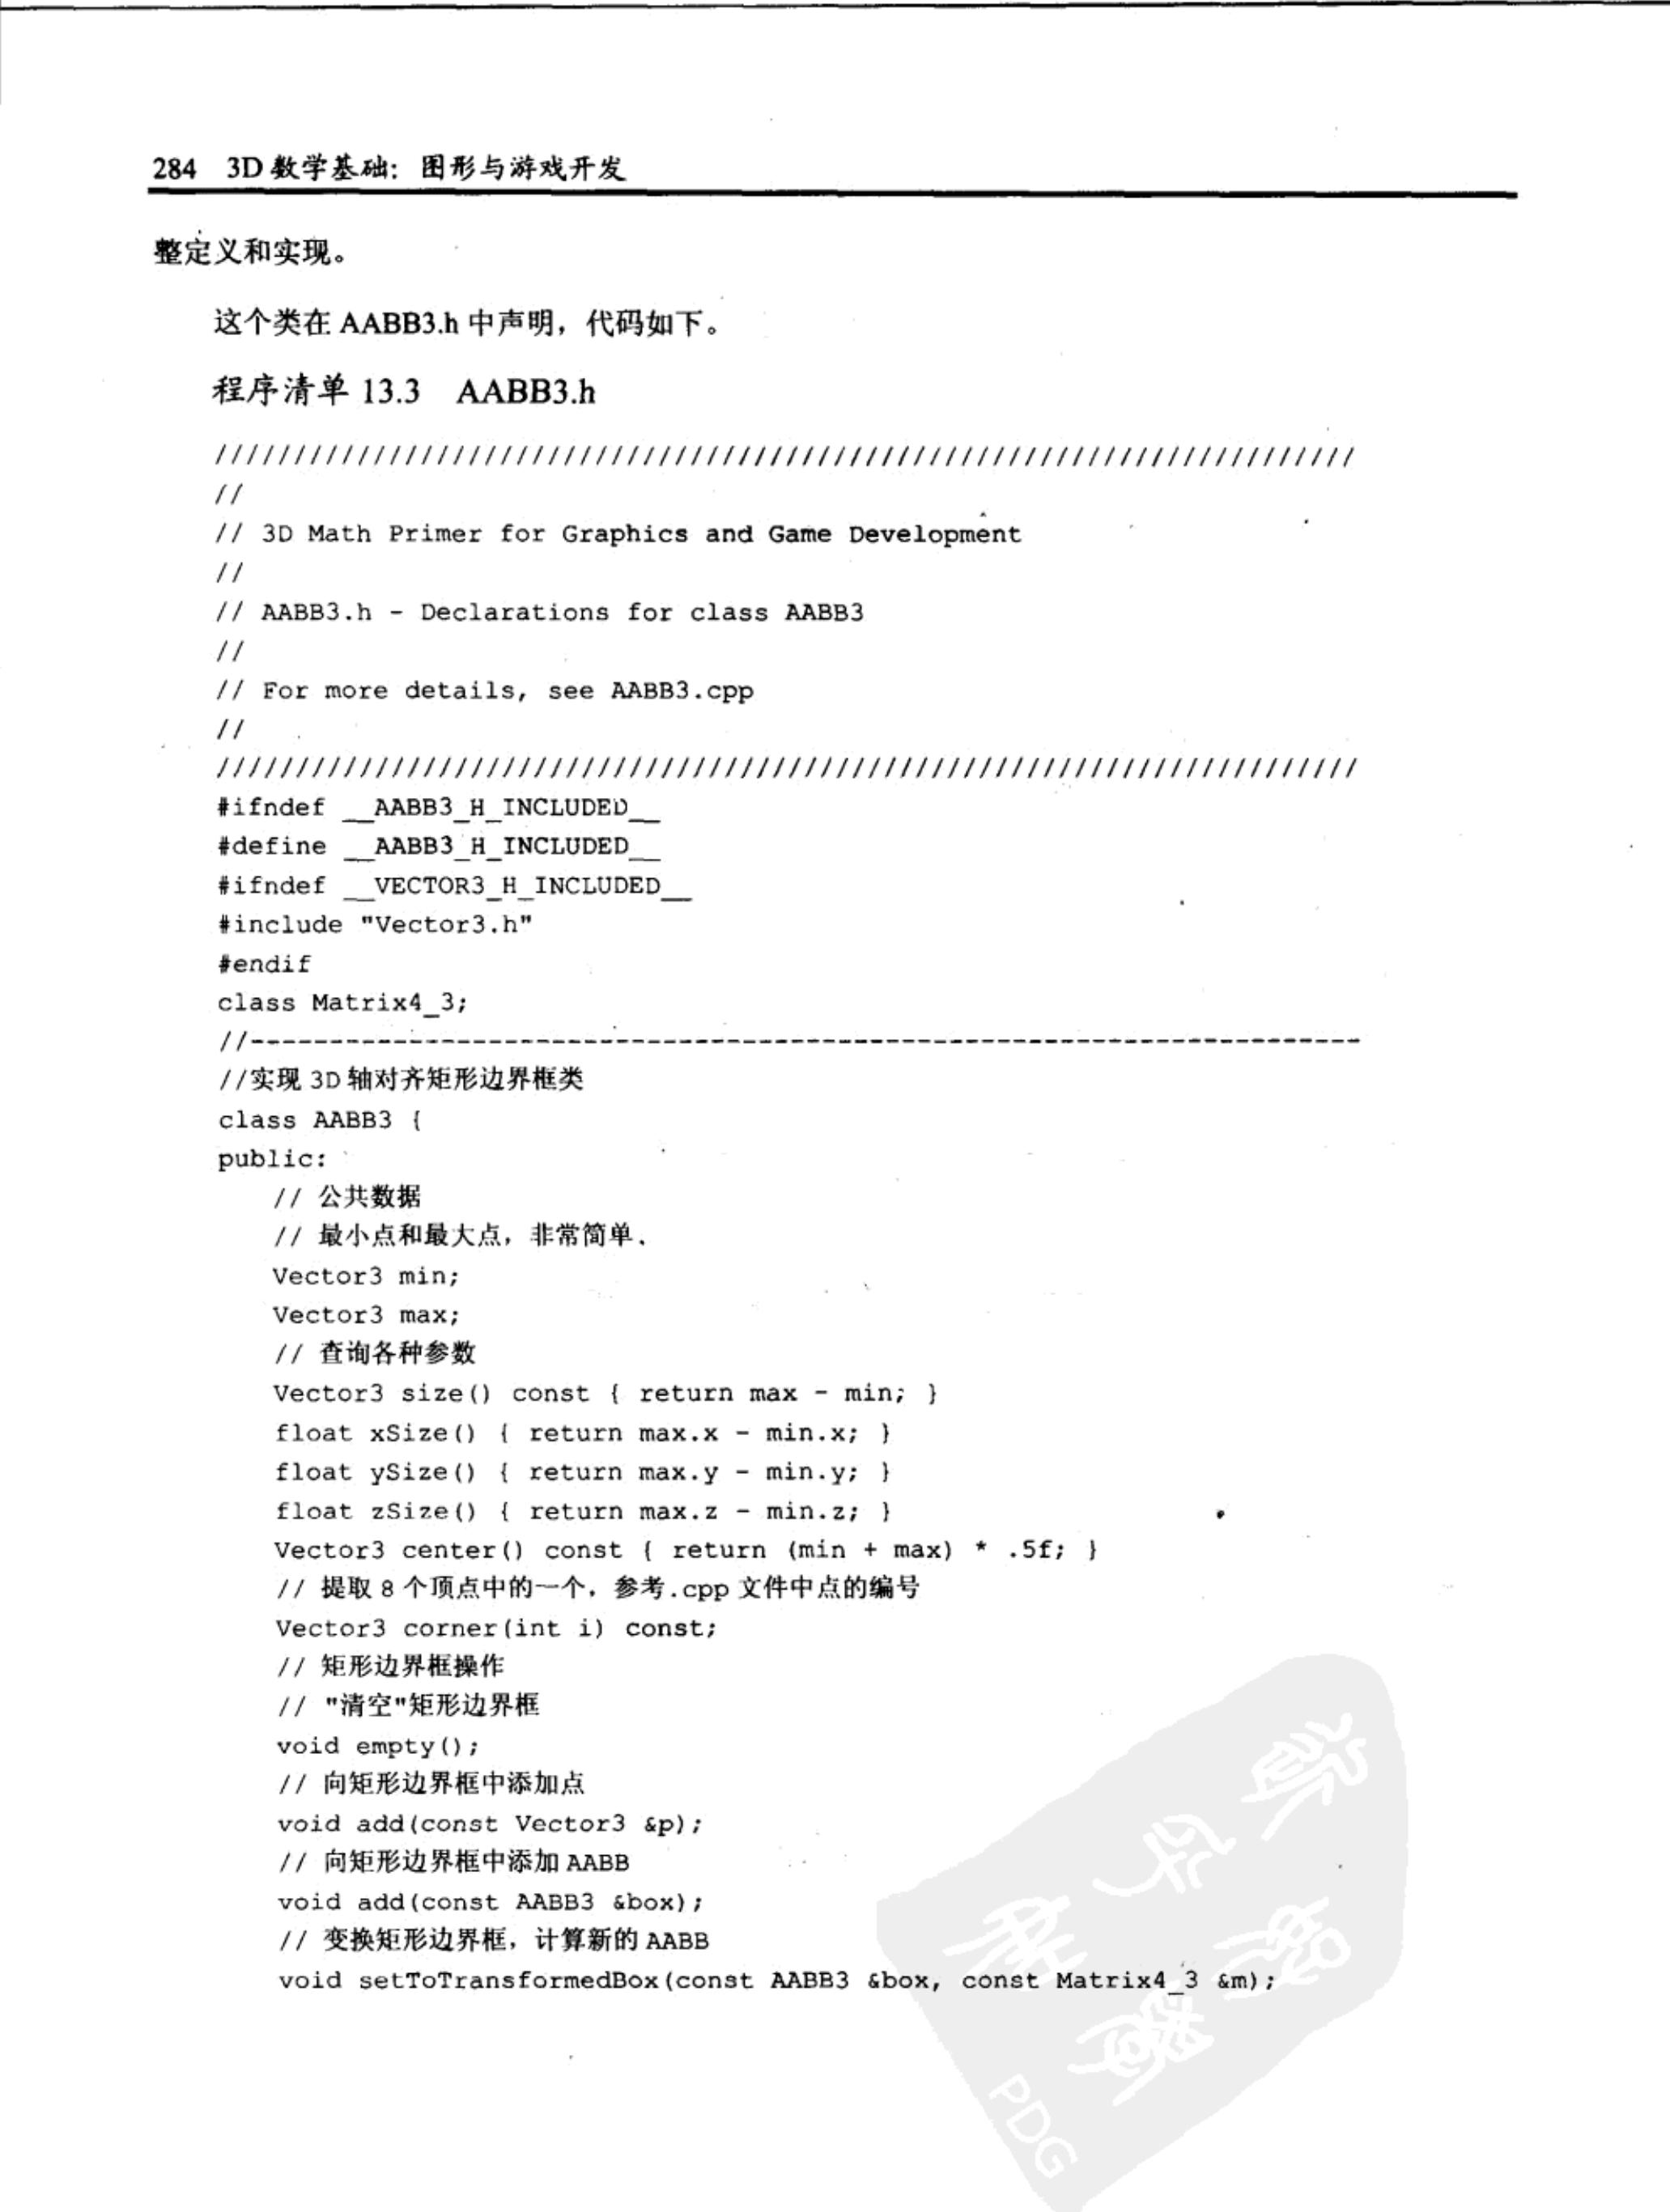 284 3D 数学基础：图形与游戏开发
整定义和实现。
这个类在 AABB3.h 中声明，代码如下。
程序清单 13.3 AABB3.h
////////////////////////////////////////////////////////////////////////
//
// 3D Math Primer for Graphics and Game Development
//
// AABB3.h - Declarations for class AABB3
//
// For more details, see AABB3.cpp
//
////////////////////////////////////////////////////////////////////////
#ifndef __AABB3_H_INCLUDED__
#define __AABB3_H_INCLUDED__
#ifndef __VECTOR3_H_INCLUDED__
#include "Vector3.h"
#endif
class Matrix4_3;
//----------------------------------------------------------------------
//实现 3D 轴对齐矩形边界框类
class AABB3 {
public:
// 公共数据
// 最小点和最大点，非常简单.
Vector3 min;
Vector3 max;
// 查询各种参数
Vector3 size() const { return max - min; }
float xSize() { return max.x - min.x; }
float ySize() { return max.y - min.y; }
float zSize() { return max.z - min.z; }
Vector3 center() const { return (min + max) * .5f; }
// 提取 8 个顶点中的一个，参考.cpp 文件中点的编号
Vector3 corner(int i) const;
// 矩形边界框操作
// "清空"矩形边界框
void empty();
// 向矩形边界框中添加点
void add(const Vector3 &p);
// 向矩形边界框中添加 AABB
void add(const AABB3 &box);
// 变换矩形边界框，计算新的 AABB
void setToTransformedBox(const AABB3 &box, const Matrix4_3 &m);
PDG